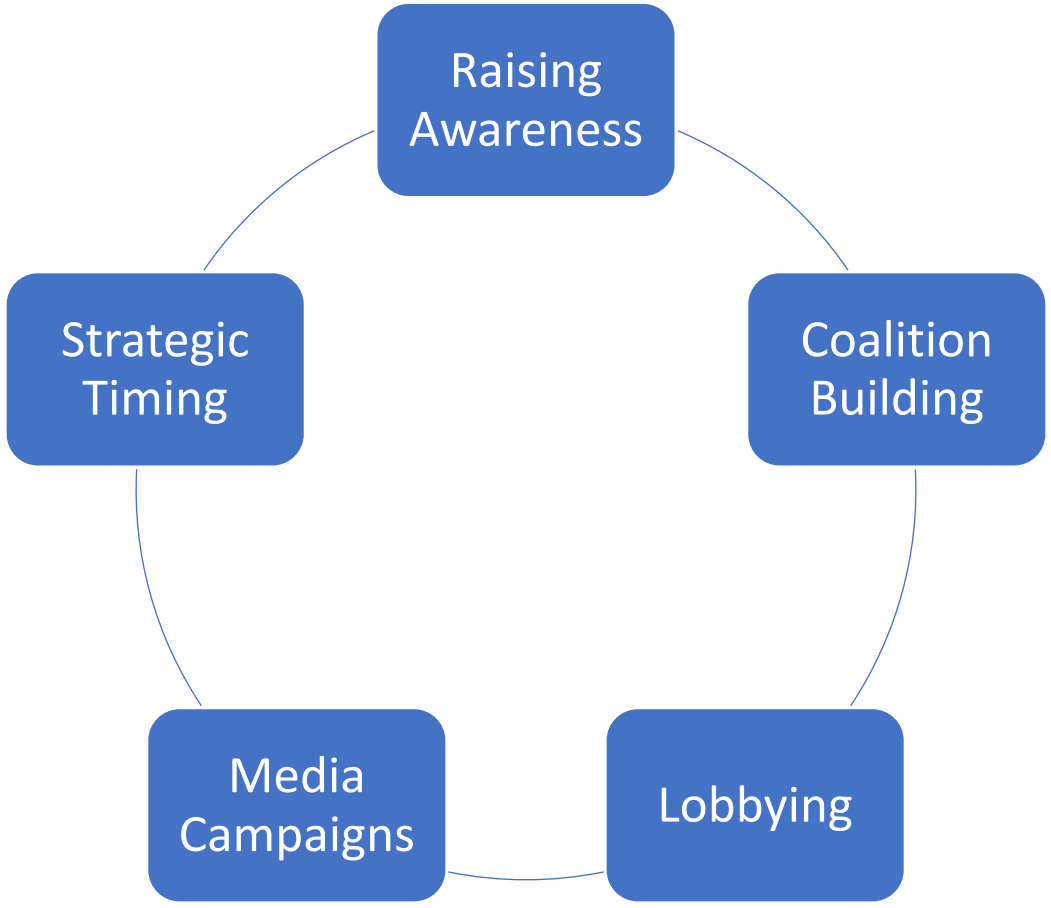 Raising
Awareness
Coalition
Building
Lobbying
Media
Campaigns
Strategic
Timing